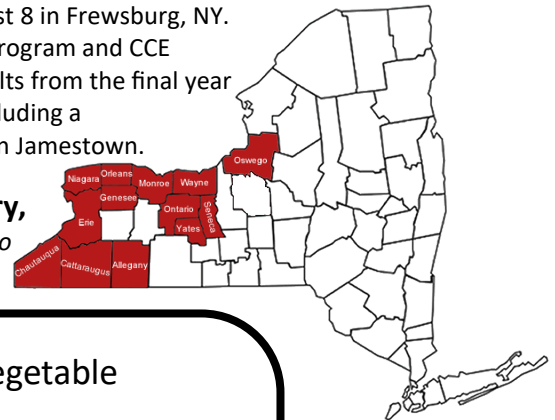 st 8 in Frewsburg, NY.
rogram and CCE
lts from the final year
luding a
n Jamestown.
ry,
o
Oswego
Niagara
Orleans
Monroe
Wayne
Genesee
Ontario
Seneca
Erie
Yates
Chautauqua
Cattaraugus
Allegany
egetable